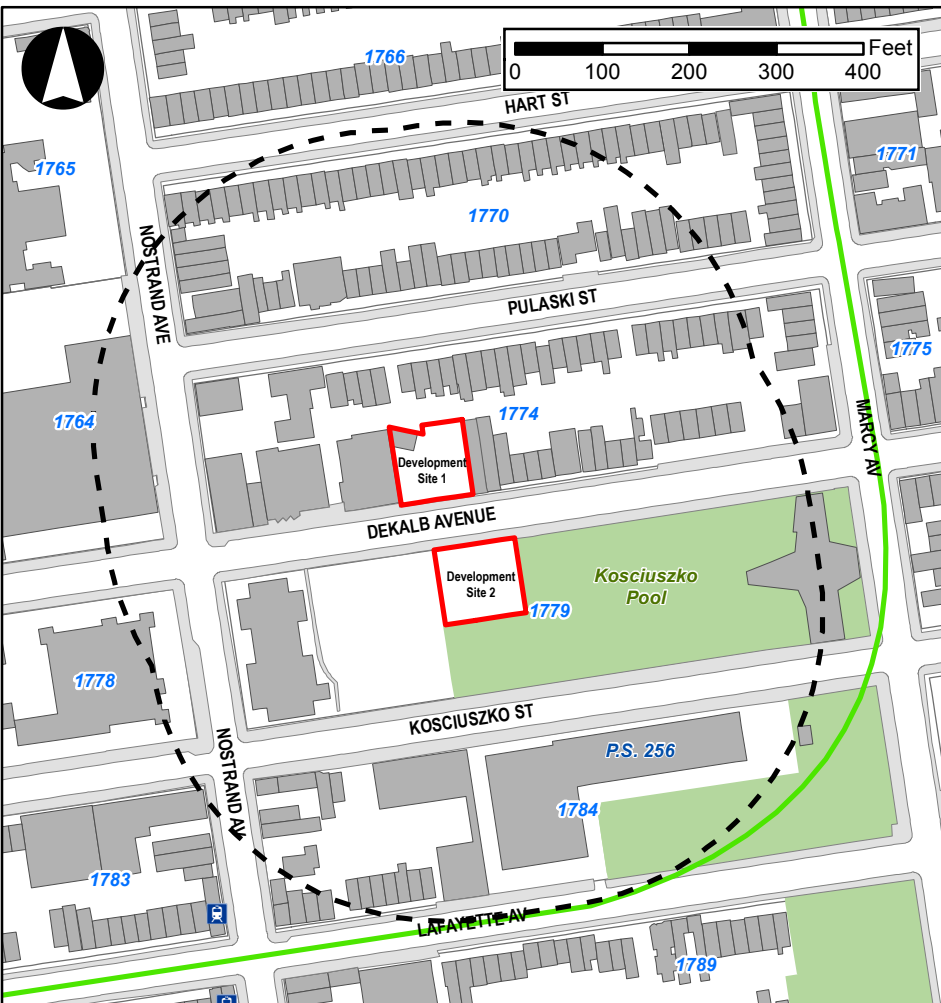 1766
Feet
0 100 200 300 400
HART ST
1765
1771
1770
NOSTRAND AVE
PULASKI ST
1775
1764
1774
MARCY AV
Development
Site 1
DEKALB AVENUE
Development
Site 2
Kosciuszko
Pool
1779
1778
KOSCIUSZKO ST
NOSTRAND AV
P.S. 256
1784
1783
LAFAYETTE AV
1789